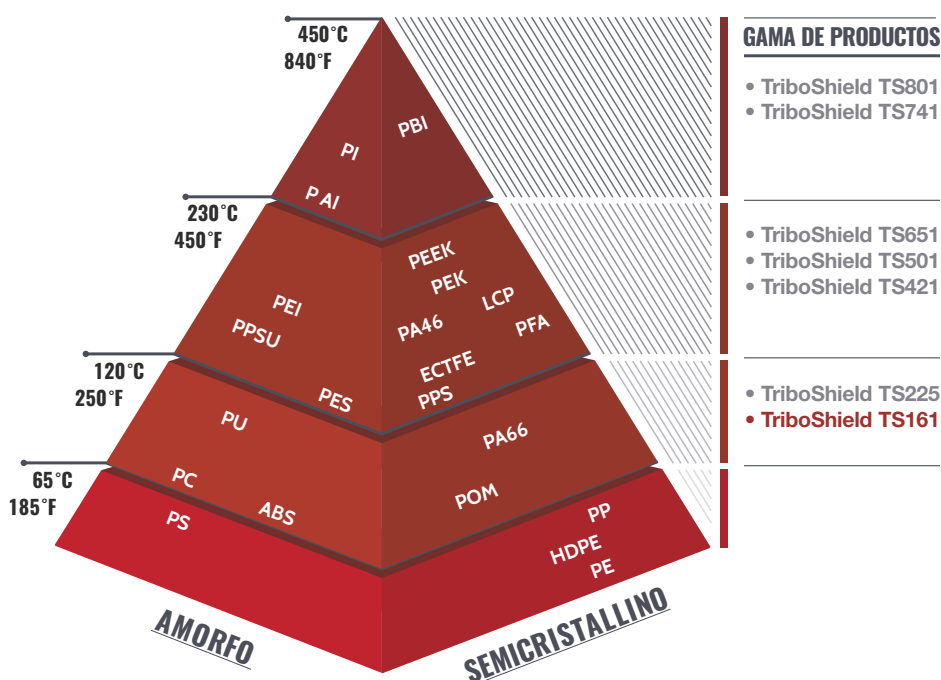 450°C
840°F
GAMA DE PRODUCTOS
• TriboShield TS801
• TriboShield TS741
PBI
PI
P AI
230°C
450°F
• TriboShield TS651
• TriboShield TS501
• TriboShield TS421
PEEK
PEK
LCP
PEI
PA46
PFA
PPSU
ECTFE
PPS
PES
120°C
250°F
• TriboShield TS225
• TriboShield TS161
PU
PA66
PC
POM
ABS
65°C
185°F
PS
PP
HDPE
PE
AMORFO
SEMICRISTALLINO